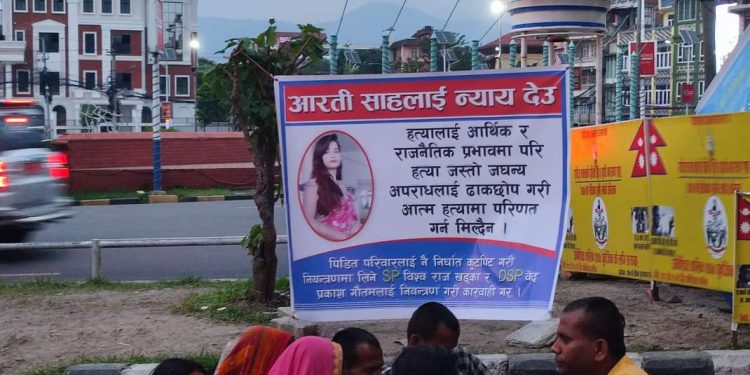 आरती साहलाई न्याय देउ
हत्यालाई आर्थिक र
राजनैतिक प्रभावमा परि
हत्या जस्तो जघन्य
अपराधलाई ढाकछोप गरी
आत्म हत्यामा परिणत
गर्न मिल्दैन ।
पिडित परिवारलाई नै निर्घात कुटपिट गरी
नियन्त्रणमा लिने SP विश्व राज खड्का र DSP वेद
प्रकाश गौतमलाई नियन्त्रण गरी कारवाही गर ।